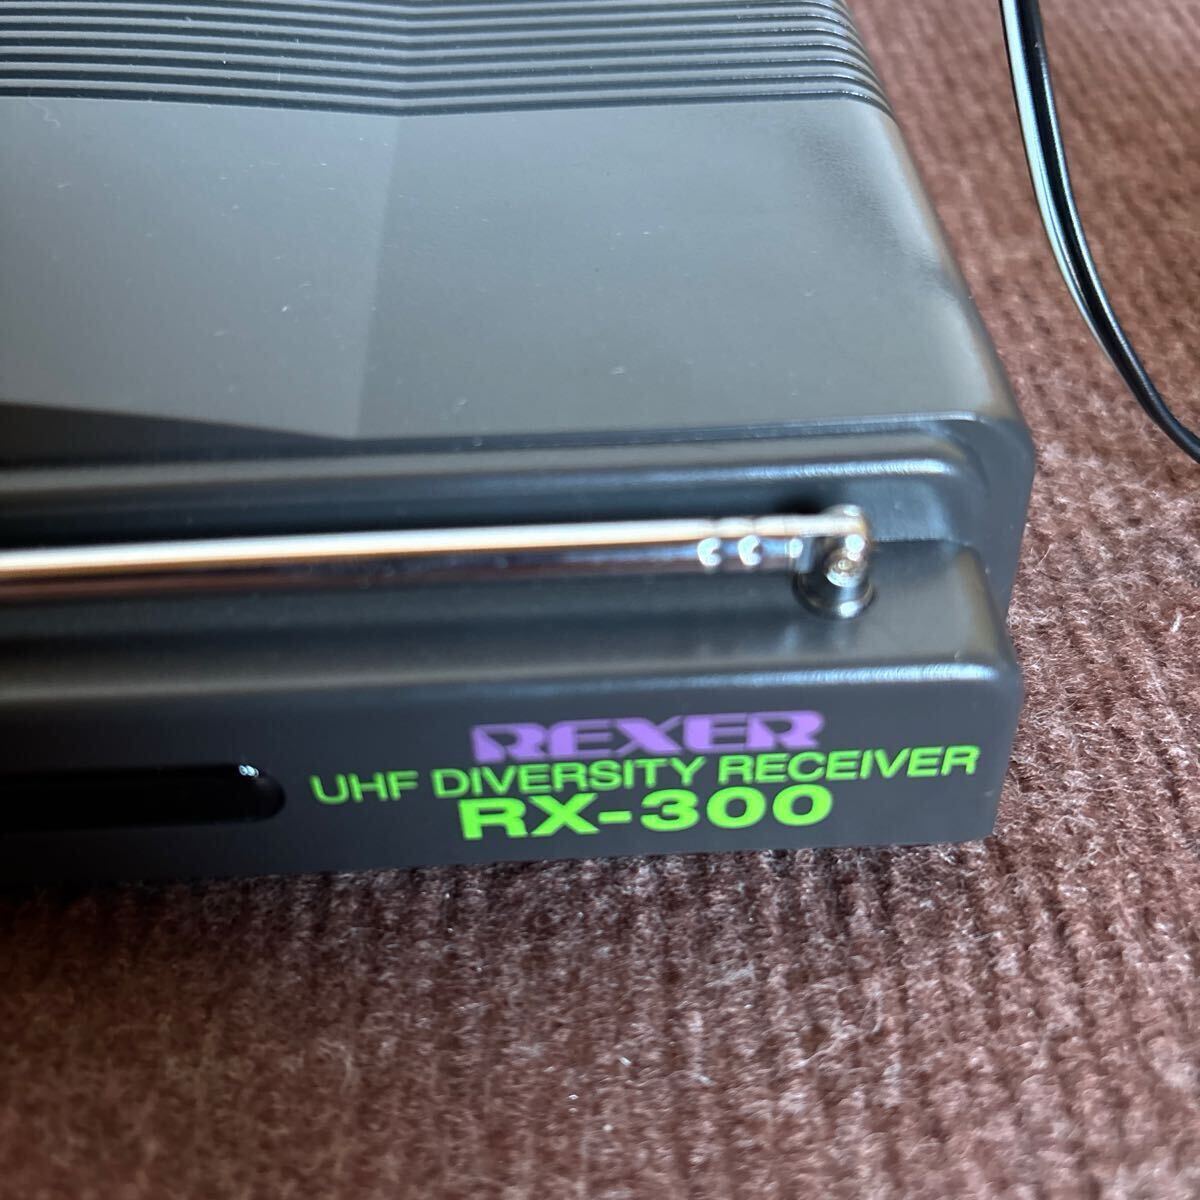 REXER
UHF DIVERSITY RECEIVER
RX-300